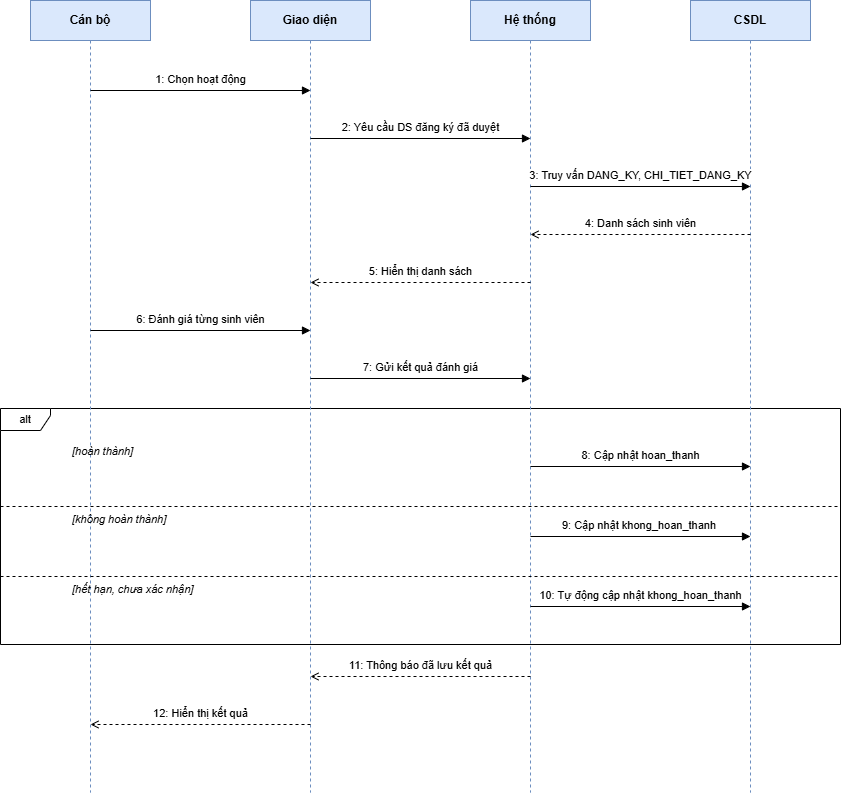 Cán bộ
Giao diện
Hệ thống
CSDL
1: Chọn hoạt động
2: Yêu cầu DS đăng ký đã duyệt
3: Truy vấn DANG_KY, CHI_TIET_DANG_KY
4: Danh sách sinh viên
5: Hiển thị danh sách
6: Đánh giá từng sinh viên
7: Gửi kết quả đánh giá
alt
[hoàn thành]
8: Cập nhật hoan_thanh
[không hoàn thành]
9: Cập nhật khong_hoan_thanh
[hết hạn, chưa xác nhận]
10: Tự động cập nhật khong_hoan_thanh
11: Thông báo đã lưu kết quả
12: Hiển thị kết quả